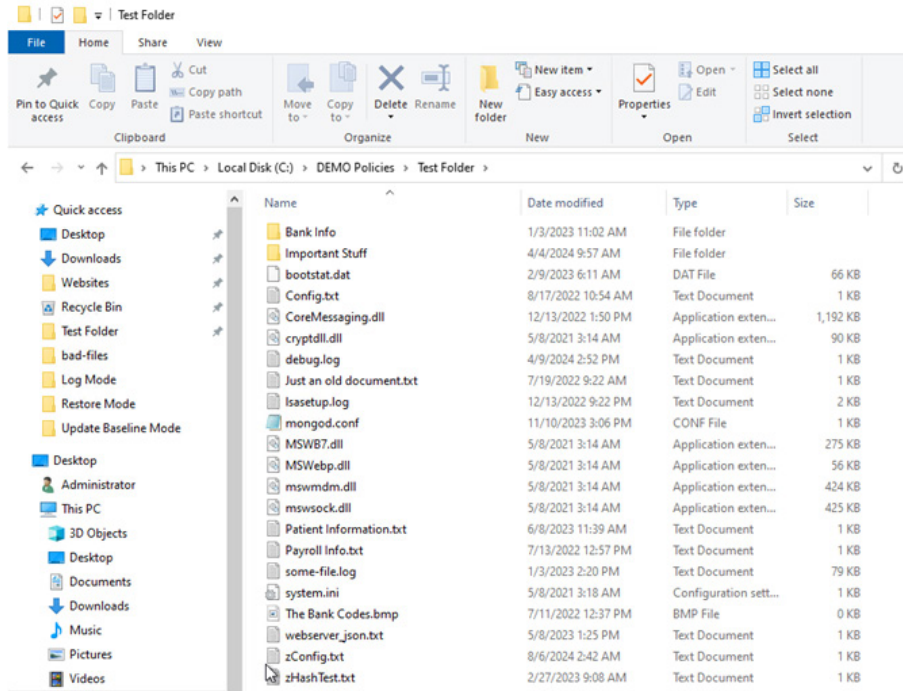 Test Folder
File Home Share View
Pin to Quick access Copy Paste Cut Copy path Paste shortcut Move to Copy to Delete Rename New folder New item Easy access Properties Open Edit Select all Select none Invert selection
Clipboard Organize New Open Select
This PC > Local Disk (C:) > DEMO Policies > Test Folder >
Quick access
Desktop
Downloads
Websites
Recycle Bin
Test Folder
bad-files
Log Mode
Restore Mode
Update Baseline Mode
Desktop
Administrator
This PC
3D Objects
Desktop
Documents
Downloads
Music
Pictures
Videos
Name Date modified Type Size
Bank Info 1/3/2023 11:02 AM File folder
Important Stuff 4/4/2024 9:57 AM File folder
bootstat.dat 2/9/2023 6:11 AM DAT File 66 KB
Config.txt 8/17/2022 10:54 AM Text Document 1 KB
CoreMessaging.dll 12/13/2022 1:50 PM Application exten... 1,192 KB
cryptdll.dll 5/8/2021 3:14 AM Application exten... 90 KB
debug.log 4/9/2024 2:52 PM Text Document 1 KB
Just an old document.txt 7/19/2022 9:22 AM Text Document 1 KB
lsasetup.log 12/13/2022 9:22 PM Text Document 2 KB
mongod.conf 11/10/2023 3:06 PM CONF File 1 KB
MSWB7.dll 5/8/2021 3:14 AM Application exten... 275 KB
MSWebp.dll 5/8/2021 3:14 AM Application exten... 56 KB
mswmdm.dll 5/8/2021 3:14 AM Application exten... 424 KB
mswsock.dll 5/8/2021 3:14 AM Application exten... 425 KB
Patient Information.txt 6/8/2023 11:39 AM Text Document 1 KB
Payroll Info.txt 7/13/2022 12:57 PM Text Document 1 KB
some-file.log 1/3/2023 2:20 PM Text Document 79 KB
system.ini 5/8/2021 3:18 AM Configuration sett... 1 KB
The Bank Codes.bmp 7/11/2022 12:37 PM BMP File 0 KB
webserver_json.txt 5/8/2023 1:25 PM Text Document 1 KB
zConfig.txt 8/6/2024 2:42 AM Text Document 1 KB
zHashTest.txt 2/27/2023 9:08 AM Text Document 1 KB